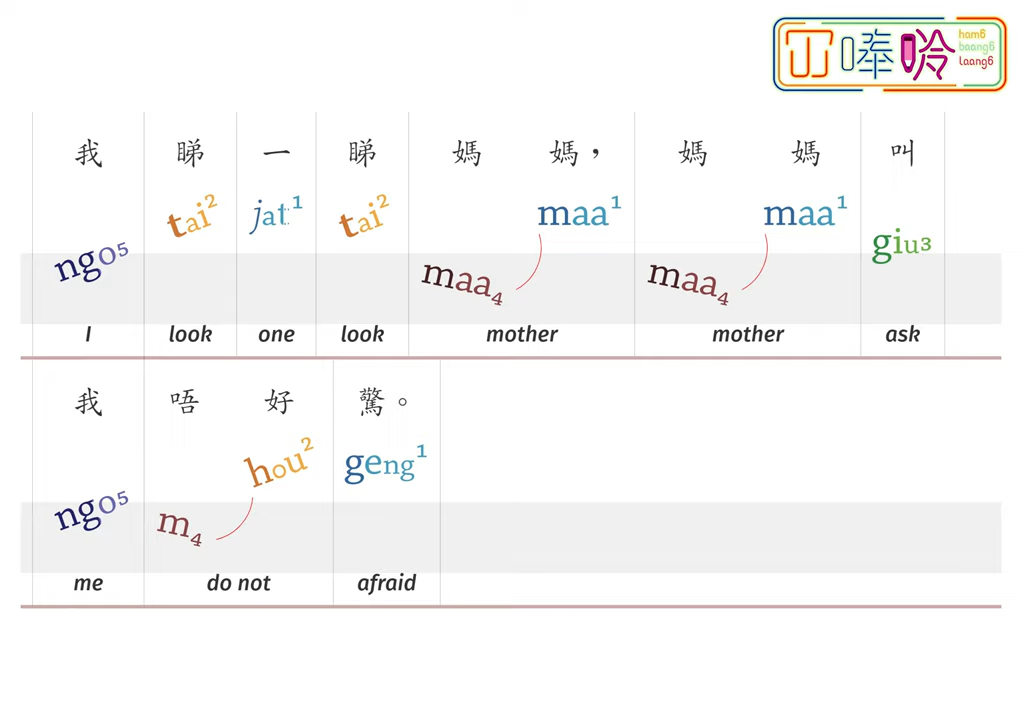 冚唪唥
ham6
baang6
laang6
我 睇 一 睇 媽 媽， 媽 媽 叫
ngo5 tai2 jat1 tai2 maa4 maa1 maa4 maa1 giu3
I look one look mother mother ask
我 唔 好 驚。
ngo5 m4 hou2 geng1
me do not afraid